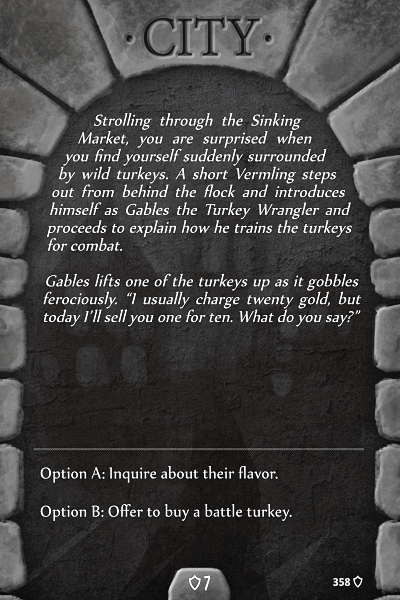 ·CITY·
Strolling through the Sinking
Market, you are surprised when
you find yourself suddenly surrounded
by wild turkeys. A short Vermling steps
out from behind the flock and introduces
himself as Gables the Turkey Wrangler and
proceeds to explain how he trains the turkeys
for combat.
Gables lifts one of the turkeys up as it gobbles
ferociously. “I usually charge twenty gold, but
today I’ll sell you one for ten. What do you say?”
Option A: Inquire about their flavor.
Option B: Offer to buy a battle turkey.
7
358